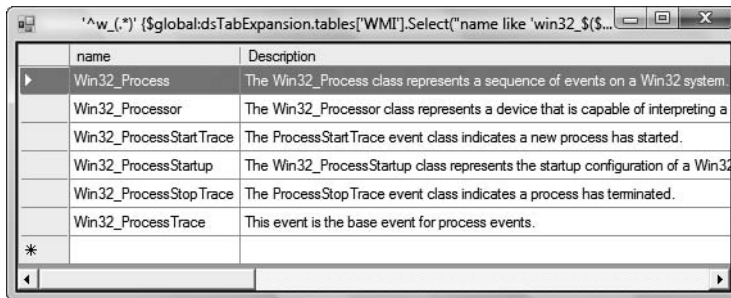 '^w_(.*)' {$global:dsTabExpansion.tables['WMI'].Select("name like 'win32_$($...
name Description
Win32_Process The Win32_Process class represents a sequence of events on a Win32 system.
Win32_Processor The Win32_Processor class represents a device that is capable of interpreting a
Win32_ProcessStartTrace The ProcessStartTrace event class indicates a new process has started.
Win32_ProcessStartup The Win32_ProcessStartup class represents the startup configuration of a Win32
Win32_ProcessStopTrace The ProcessStopTrace event class indicates a process has terminated.
Win32_ProcessTrace This event is the base event for process events.